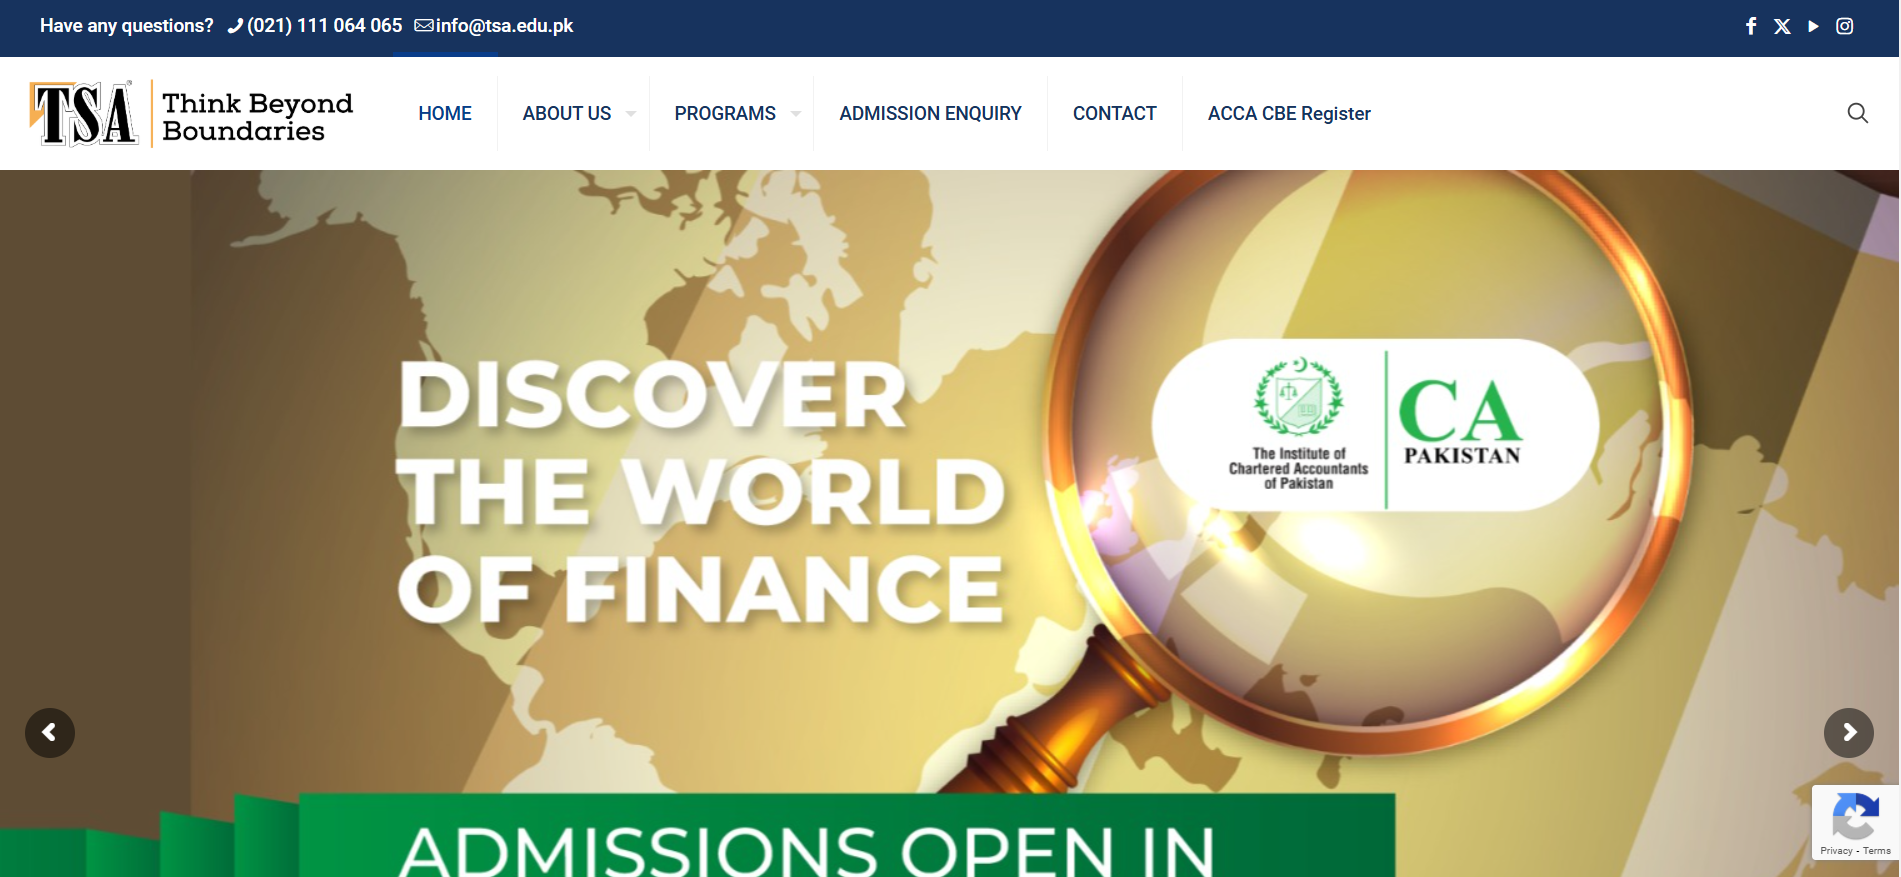 Have any questions? (021) 111 064 065 info@tsa.edu.pk
TSA Think Beyond
Boundaries
HOME ABOUT US PROGRAMS ADMISSION ENQUIRY CONTACT ACCA CBE Register
DISCOVER
THE WORLD
OF FINANCE
The Institute of
Chartered Accountants
of Pakistan
CA
PAKISTAN
ADMISSIONS OPEN IN
Privacy - Terms